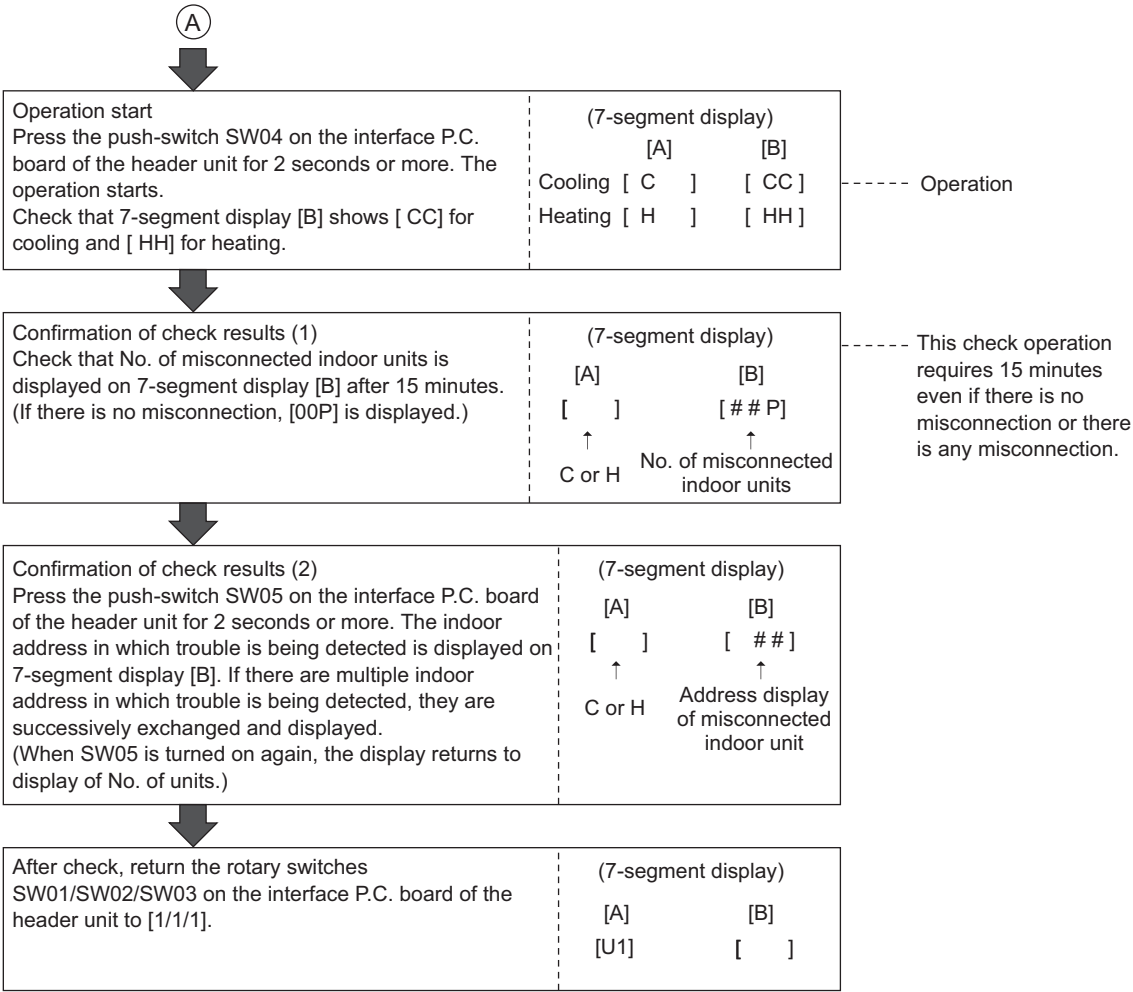 A
Operation start
Press the push-switch SW04 on the interface P.C.
board of the header unit for 2 seconds or more. The
operation starts.
Check that 7-segment display [B] shows [ CC] for
cooling and [ HH] for heating.
(7-segment display)
[A] [B]
Cooling [ C ] [ CC ]
Heating [ H ] [ HH ]
Operation
Confirmation of check results (1)
Check that No. of misconnected indoor units is
displayed on 7-segment display [B] after 15 minutes.
(If there is no misconnection, [00P] is displayed.)
(7-segment display)
[A] [B]
[ ] [ # # P]
↑ ↑
C or H No. of misconnected
indoor units
This check operation
requires 15 minutes
even if there is no
misconnection or there
is any misconnection.
Confirmation of check results (2)
Press the push-switch SW05 on the interface P.C. board
of the header unit for 2 seconds or more. The indoor
address in which trouble is being detected is displayed on
7-segment display [B]. If there are multiple indoor
address in which trouble is being detected, they are
successively exchanged and displayed.
(When SW05 is turned on again, the display returns to
display of No. of units.)
(7-segment display)
[A] [B]
[ ] [ # # ]
↑ ↑
C or H Address display
of misconnected
indoor unit
After check, return the rotary switches
SW01/SW02/SW03 on the interface P.C. board of the
header unit to [1/1/1].
(7-segment display)
[A] [B]
[U1] [ ]